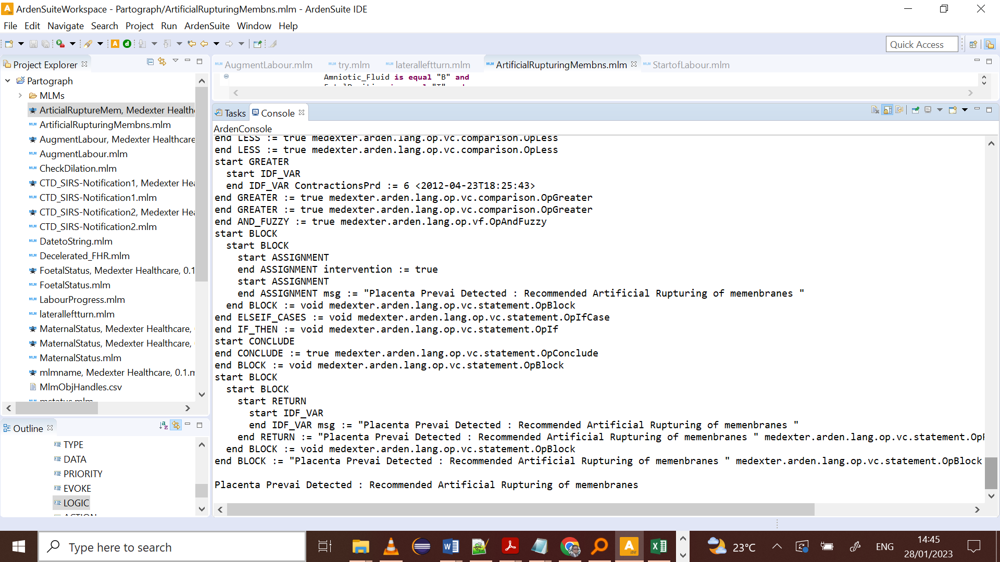 ArdenSuiteWorkspace - Partograph/ArtificialRupturingMembns.mlm - ArdenSuite IDE
File Edit Navigate Search Project Run ArdenSuite Window Help
Quick Access
Project Explorer
Partograph
MLMs
ArticialRuptureMem, Medexter Health
ArtificialRupturingMembns.mlm
AugmentLabour, Medexter Healthcare
AugmentLabour.mlm
CheckDilation.mlm
CTD_SIRS-Notification1, Medexter Hea
CTD_SIRS-Notification1.mlm
CTD_SIRS-Notification2, Medexter Hea
CTD_SIRS-Notification2.mlm
DatetoString.mlm
Decelerated_FHR.mlm
FoetalStatus, Medexter Healthcare, 0.1
FoetalStatus.mlm
LabourProgress.mlm
lateralleftturn.mlm
MaternalStatus, Medexter Healthcare,
MaternalStatus, Medexter Healthcare,
MaternalStatus.mlm
mlmname, Medexter Healthcare, 0.1.m
MlmObjHandles.csv
mstatus.mlm
Outline
TYPE
DATA
PRIORITY
EVOKE
LOGIC
ACTION
AugmentLabour.mlm try.mlm lateralleftturn.mlm ArtificialRupturingMembns.mlm StartofLabour.mlm
Amniotic_Fluid is equal "B" and
Tasks Console
ArdenConsole
end LESS := true medexter.arden.lang.op.vc.comparison.OpLess
end LESS := true medexter.arden.lang.op.vc.comparison.OpLess
start GREATER
start IDF_VAR
end IDF_VAR ContractionsPrd := 6 <2012-04-23T18:25:43>
end GREATER := true medexter.arden.lang.op.vc.comparison.OpGreater
end GREATER := true medexter.arden.lang.op.vc.comparison.OpGreater
end AND_FUZZY := true medexter.arden.lang.op.vf.OpAndFuzzy
start BLOCK
start BLOCK
start ASSIGNMENT
end ASSIGNMENT intervention := true
start ASSIGNMENT
end ASSIGNMENT msg := "Placenta Prevai Detected : Recommended Artificial Rupturing of memenbranes "
end BLOCK := void medexter.arden.lang.op.vc.statement.OpBlock
end ELSEIF_CASES := void medexter.arden.lang.op.vc.statement.OpIfCase
end IF_THEN := void medexter.arden.lang.op.vc.statement.OpIf
start CONCLUDE
end CONCLUDE := true medexter.arden.lang.op.vc.statement.OpConclude
end BLOCK := void medexter.arden.lang.op.vc.statement.OpBlock
start BLOCK
start BLOCK
start RETURN
start IDF_VAR
end IDF_VAR msg := "Placenta Prevai Detected : Recommended Artificial Rupturing of memenbranes "
end RETURN := "Placenta Prevai Detected : Recommended Artificial Rupturing of memenbranes " medexter.arden.lang.op.vc.statement.Op
end BLOCK := void medexter.arden.lang.op.vc.statement.OpBlock
end BLOCK := "Placenta Prevai Detected : Recommended Artificial Rupturing of memenbranes " medexter.arden.lang.op.vc.statement.OpBlock
Placenta Prevai Detected : Recommended Artificial Rupturing of memenbranes
Type here to search
23°C
ENG
14:45
28/01/2023